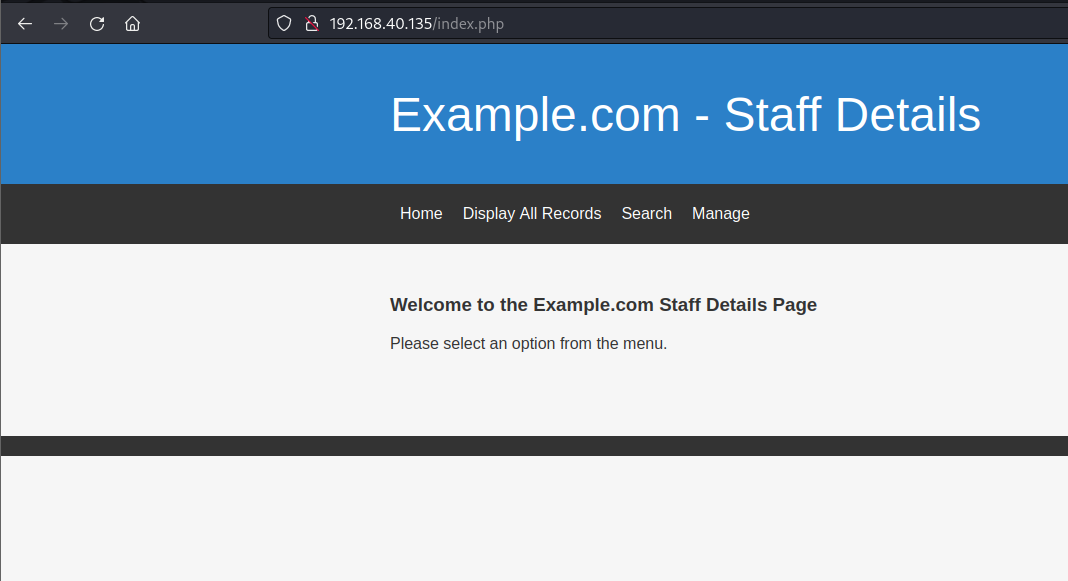 192.168.40.135/index.php
Example.com - Staff Details
Home Display All Records Search Manage
Welcome to the Example.com Staff Details Page
Please select an option from the menu.